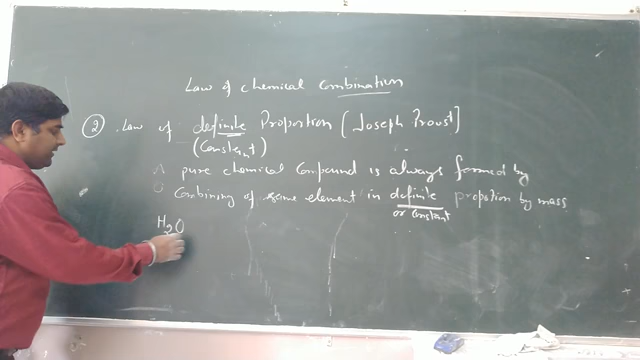 Law of chemical Combination
② Law of definite Proportion [Joseph Proust]
(Constant)
A pure chemical Compound is always formed by
Combining of same element in definite propotion by mass
or Constant
H₂O